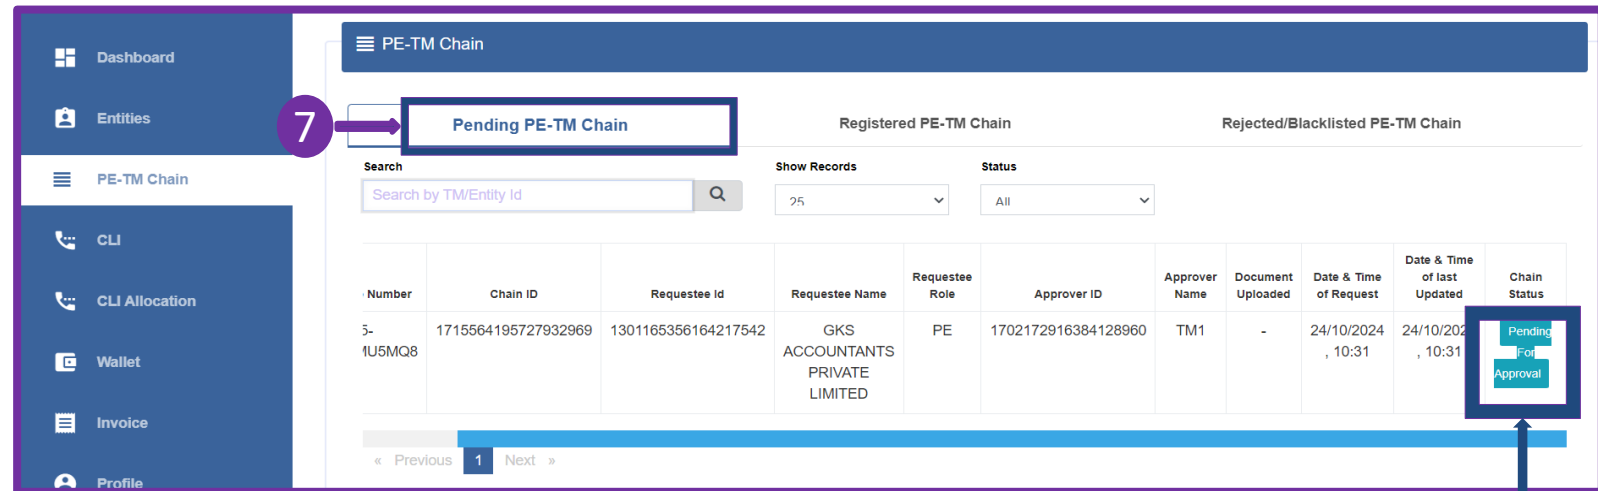 Dashboard
Entities
PE-TM Chain
CLI
CLI Allocation
Wallet
Invoice
Profile
PE-TM Chain
7
Pending PE-TM Chain
Registered PE-TM Chain
Rejected/Blacklisted PE-TM Chain
Search
Show Records
Status
Search by TM/Entity Id
25
All
Number
Chain ID
Requestee Id
Requestee Name
Requestee
Role
Approver ID
Approver
Name
Document
Uploaded
Date & Time
of Request
Date & Time
of last
Updated
Chain
Status
MU5MQ8
1715564195727932969
1301165356164217542
GKS
ACCOUNTANTS
PRIVATE
LIMITED
PE
1702172916384128960
TM1
-
24/10/2024
, 10:31
24/10/202
, 10:31
Pending
For
Approval
« Previous 1 Next »